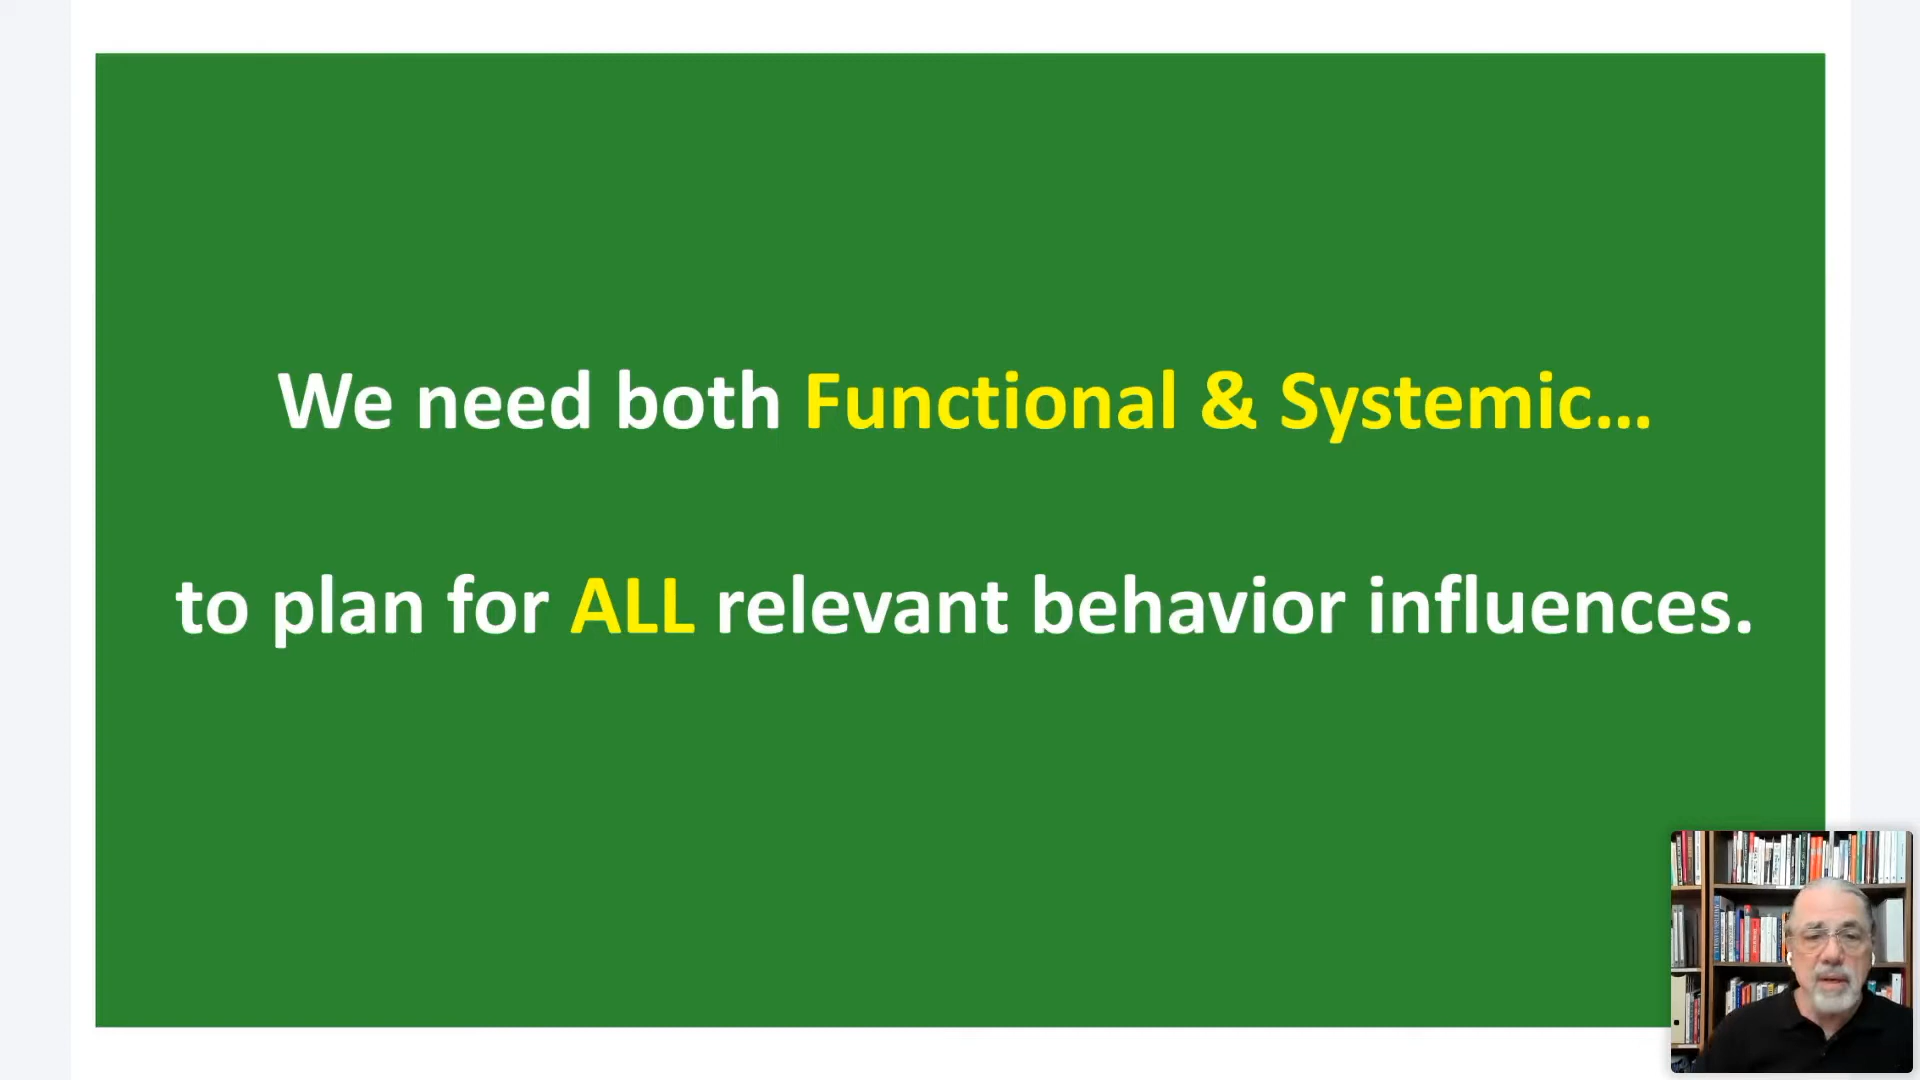 We need both Functional & Systemic...
to plan for ALL relevant behavior influences.